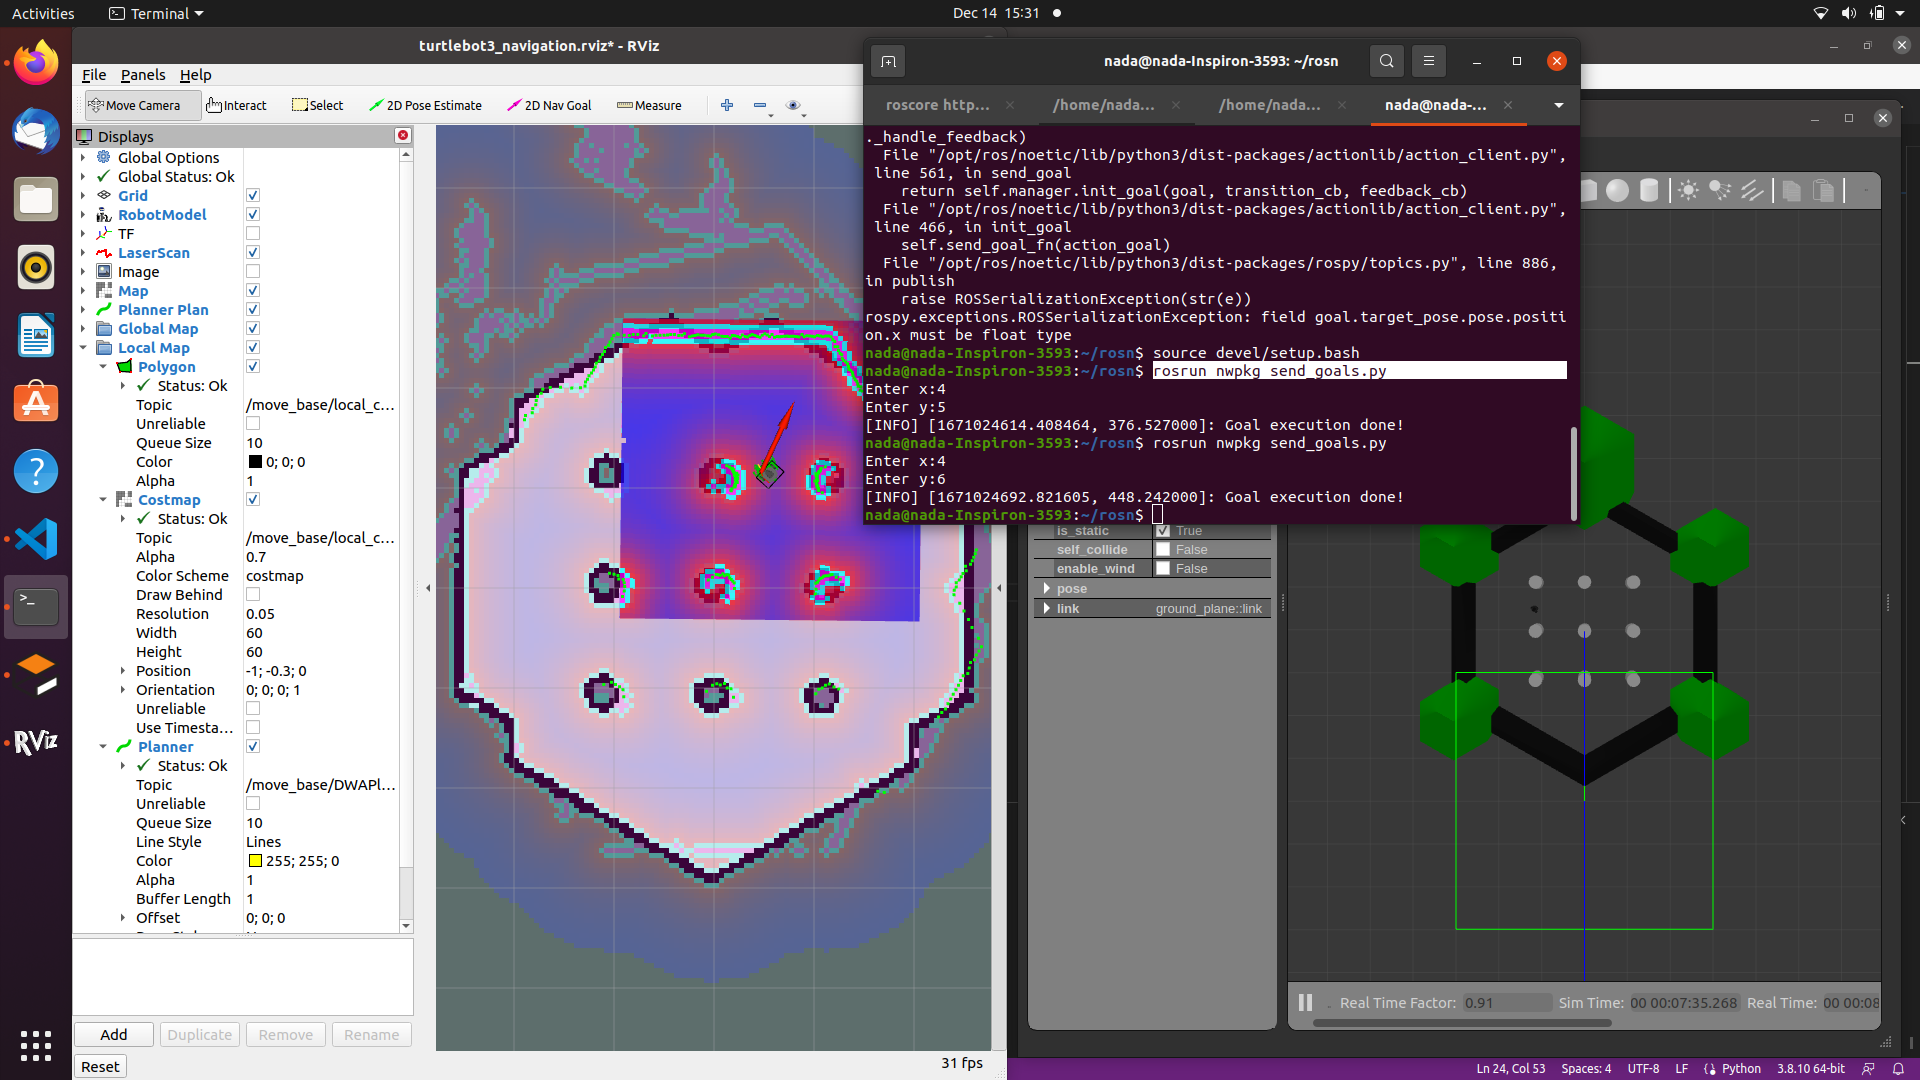 Activities
Terminal
Dec 14 15:31
turtlebot3_navigation.rviz* - RViz
File Panels Help
Move Camera
Interact
Select
2D Pose Estimate
2D Nav Goal
Measure
Displays
Global Options
Global Status: Ok
Grid
RobotModel
TF
LaserScan
Image
Map
Planner Plan
Global Map
Local Map
Polygon
Status: Ok
Topic /move_base/local_c...
Unreliable
Queue Size 10
Color 0; 0; 0
Alpha 1
Costmap
Status: Ok
Topic /move_base/local_c...
Alpha 0.7
Color Scheme costmap
Draw Behind
Resolution 0.05
Width 60
Height 60
Position -1; -0.3; 0
Orientation 0; 0; 0; 1
Unreliable
Use Timesta...
Planner
Status: Ok
Topic /move_base/DWAPl...
Unreliable
Queue Size 10
Line Style Lines
Color 255; 255; 0
Alpha 1
Buffer Length 1
Offset 0; 0; 0
Add
Duplicate
Remove
Rename
Reset
31 fps
RViz
nada@nada-Inspiron-3593: ~/rosn
roscore http...
/home/nada...
/home/nada...
nada@nada-...
._handle_feedback)
File "/opt/ros/noetic/lib/python3/dist-packages/actionlib/action_client.py",
line 561, in send_goal
return self.manager.init_goal(goal, transition_cb, feedback_cb)
File "/opt/ros/noetic/lib/python3/dist-packages/actionlib/action_client.py",
line 466, in init_goal
self.send_goal_fn(action_goal)
File "/opt/ros/noetic/lib/python3/dist-packages/rospy/topics.py", line 886,
in publish
raise ROSSerializationException(str(e))
rospy.exceptions.ROSSerializationException: field goal.target_pose.pose.positi
on.x must be float type
nada@nada-Inspiron-3593:~/rosn$ source devel/setup.bash
nada@nada-Inspiron-3593:~/rosn$ rosrun nwpkg send_goals.py
Enter x:4
Enter y:5
[INFO] [1671024614.408464, 376.527000]: Goal execution done!
nada@nada-Inspiron-3593:~/rosn$ rosrun nwpkg send_goals.py
Enter x:4
Enter y:6
[INFO] [1671024692.821605, 448.242000]: Goal execution done!
nada@nada-Inspiron-3593:~/rosn$
is_static True
self_collide False
enable_wind False
pose
link ground_plane::link
Real Time Factor: 0.91 Sim Time: 00 00:07:35.268 Real Time: 00 00:08
Ln 24, Col 53 Spaces: 4 UTF-8 LF Python 3.8.10 64-bit